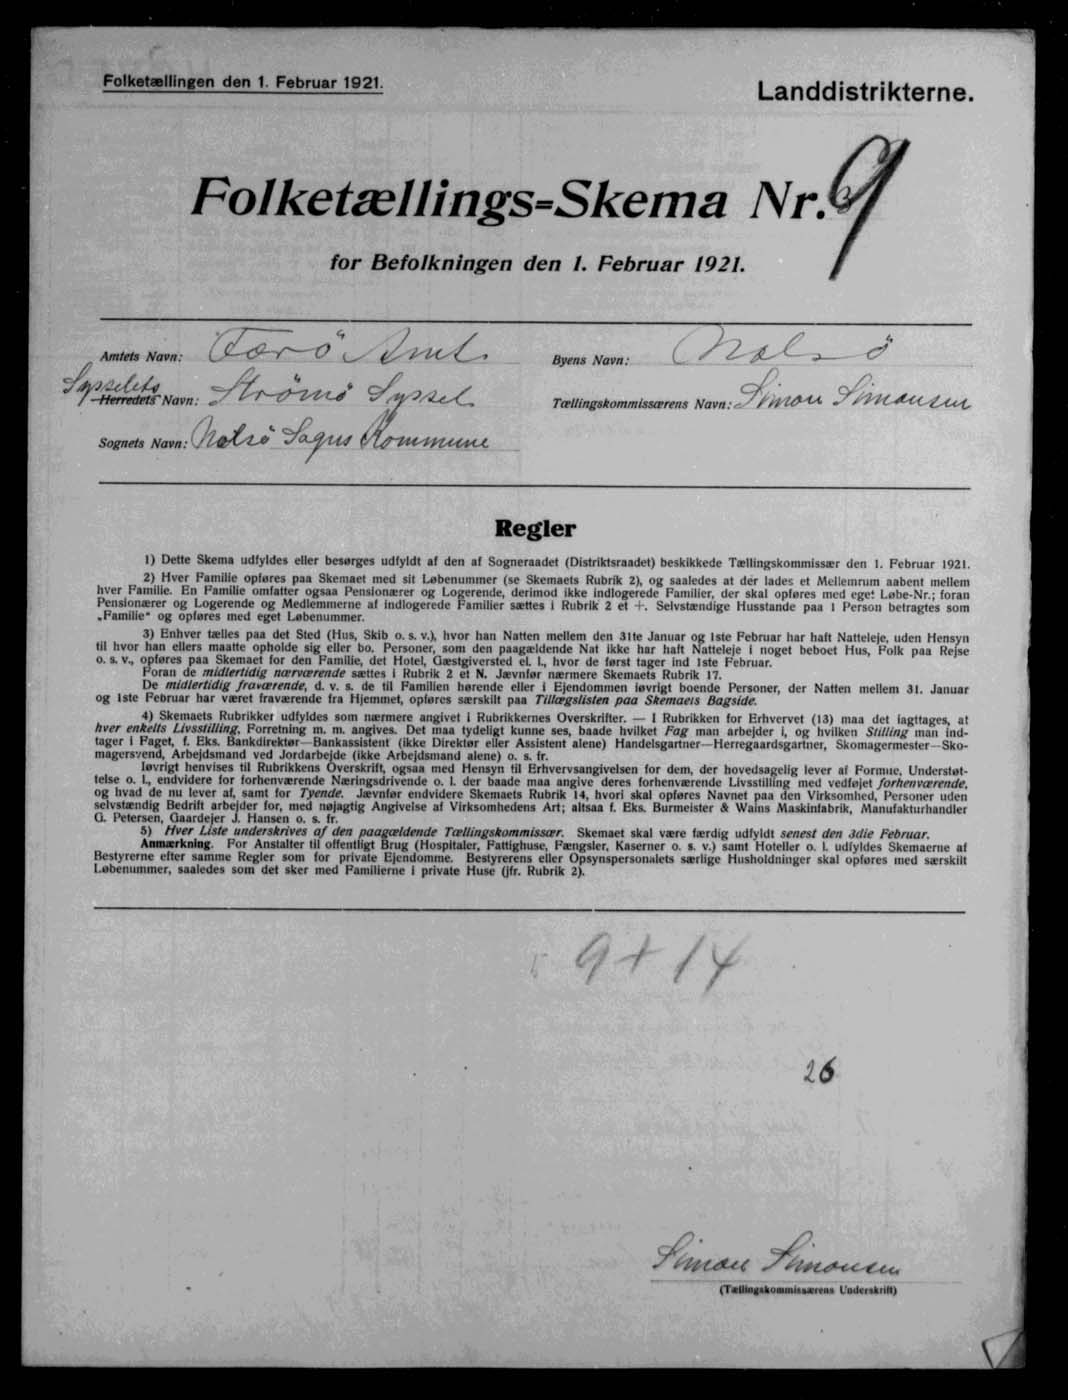 Folketællingen den 1. Februar 1921.
Landdistrikterne.
Folketællings=Skema Nr. 9
for Befolkningen den 1. Februar 1921.
Amtets Navn: Færö Amt
Byens Navn: Nolsö
Sysselets
Herredets Navn: Strömö Syssel
Tællingskommissærens Navn: Simon Simonsen
Sognets Navn: Nolsö Sogns Kommune
Regler
1) Dette Skema udfyldes eller besørges udfyldt af den af Sogneraadet (Distriktsraadet) beskikkede Tællingskommissær den 1. Februar 1921.
2) Hver Familie opføres paa Skemaet med sit Løbenummer (se Skemaets Rubrik 2), og saaledes at der lades et Mellemrum aabent mellem
hver Familie. En Familie omfatter ogsaa Pensionærer og Logerende, derimod ikke indlogerede Familier, der skal opføres med eget Løbe-Nr.; foran
Pensionærer og Logerende og Medlemmerne af indlogerede Familier sættes i Rubrik 2 et +. Selvstændige Husstande paa 1 Person betragtes som
„Familie“ og opføres med eget Løbenummer.
3) Enhver tælles paa det Sted (Hus, Skib o. s. v.), hvor han Natten mellem den 31te Januar og 1ste Februar har haft Natteleje, uden Hensyn
til hvor han ellers maatte opholde sig eller bo. Personer, som den paagældende Nat ikke har haft Natteleje i noget beboet Hus, Folk paa Rejse
o. s. v., opføres paa Skemaet for den Familie, det Hotel, Gæstgiversted el. l., hvor de først tager ind 1ste Februar.
Foran de midlertidig nærværende sættes i Rubrik 2 et N. Jævnfør nærmere Skemaets Rubrik 17.
De midlertidig fraværende, d. v. s. de til Familien hørende eller i Ejendommen iøvrigt boende Personer, der Natten mellem 31. Januar
og 1ste Februar har været fraværende fra Hjemmet, opføres særskilt paa Tillægslisten paa Skemaets Bagside.
4) Skemaets Rubrikker udfyldes som nærmere angivet i Rubrikkernes Overskrifter. — I Rubrikken for Erhvervet (13) maa det iagttages, at
hver enkelts Livsstilling, Forretning m. m. angives. Det maa tydeligt kunne ses, baade hvilket Fag man arbejder i, og hvilken Stilling man ind-
tager i Faget, f. Eks. Bankdirektør—Bankassistent (ikke Direktør eller Assistent alene) Handelsgartner—Herregaardsgartner, Skomagermester—Sko-
magersvend, Arbejdsmand ved Jordarbejde (ikke Arbejdsmand alene) o. s. fr.
Iøvrigt henvises til Rubrikkens Overskrift, ogsaa med Hensyn til Erhvervsangivelsen for dem, der hovedsagelig lever af Formue, Understøt-
telse o. l., endvidere for forhenværende Næringsdrivende o. l. der baade maa angive deres forhenværende Livsstilling med vedføjet forhenværende,
og hvad de nu lever af, samt for Tyende. Jævnfør endvidere Skemaets Rubrik 14, hvori skal opføres Navnet paa den Virksomhed, Personer uden
selvstændig Bedrift arbejder for, med nøjagtig Angivelse af Virksomhedens Art; altsaa f. Eks. Burmeister & Wains Maskinfabrik, Manufakturhandler
G. Petersen, Gaardejer J. Hansen o. s. fr.
5) Hver Liste underskrives af den paagældende Tællingskommissær. Skemaet skal være færdig udfyldt senest den 3die Februar.
Anmærkning. For Anstalter til offentligt Brug (Hospitaler, Fattighuse, Fængsler, Kaserner o. s. v.) samt Hoteller o. l. udfyldes Skemaerne af
Bestyrerne efter samme Regler som for private Ejendomme. Bestyrerens eller Opsynspersonalets særlige Husholdninger skal opføres med særskilt
Løbenummer, saaledes som det sker med Familierne i private Huse (jfr. Rubrik 2).
9 + 14
26
Simon Simonsen
(Tællingskommissærens Underskrift)